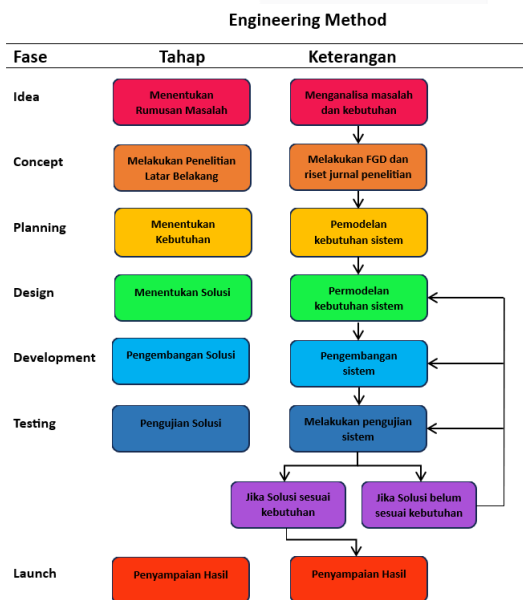 Engineering Method
Fase Tahap Keterangan
Idea
Menentukan
Rumusan Masalah
Menganalisa masalah
dan kebutuhan
Concept
Melakukan Penelitian
Latar Belakang
Melakukan FGD dan
riset jurnal penelitian
Planning
Menentukan
Kebutuhan
Pemodelan
kebutuhan sistem
Design
Menentukan Solusi
Permodelan
kebutuhan sistem
Development
Pengembangan Solusi
Pengembangan
sistem
Testing
Pengujian Solusi
Melakukan pengujian
sistem
Jika Solusi sesuai
kebutuhan
Jika Solusi belum
sesuai kebutuhan
Launch
Penyampaian Hasil
Penyampaian Hasil